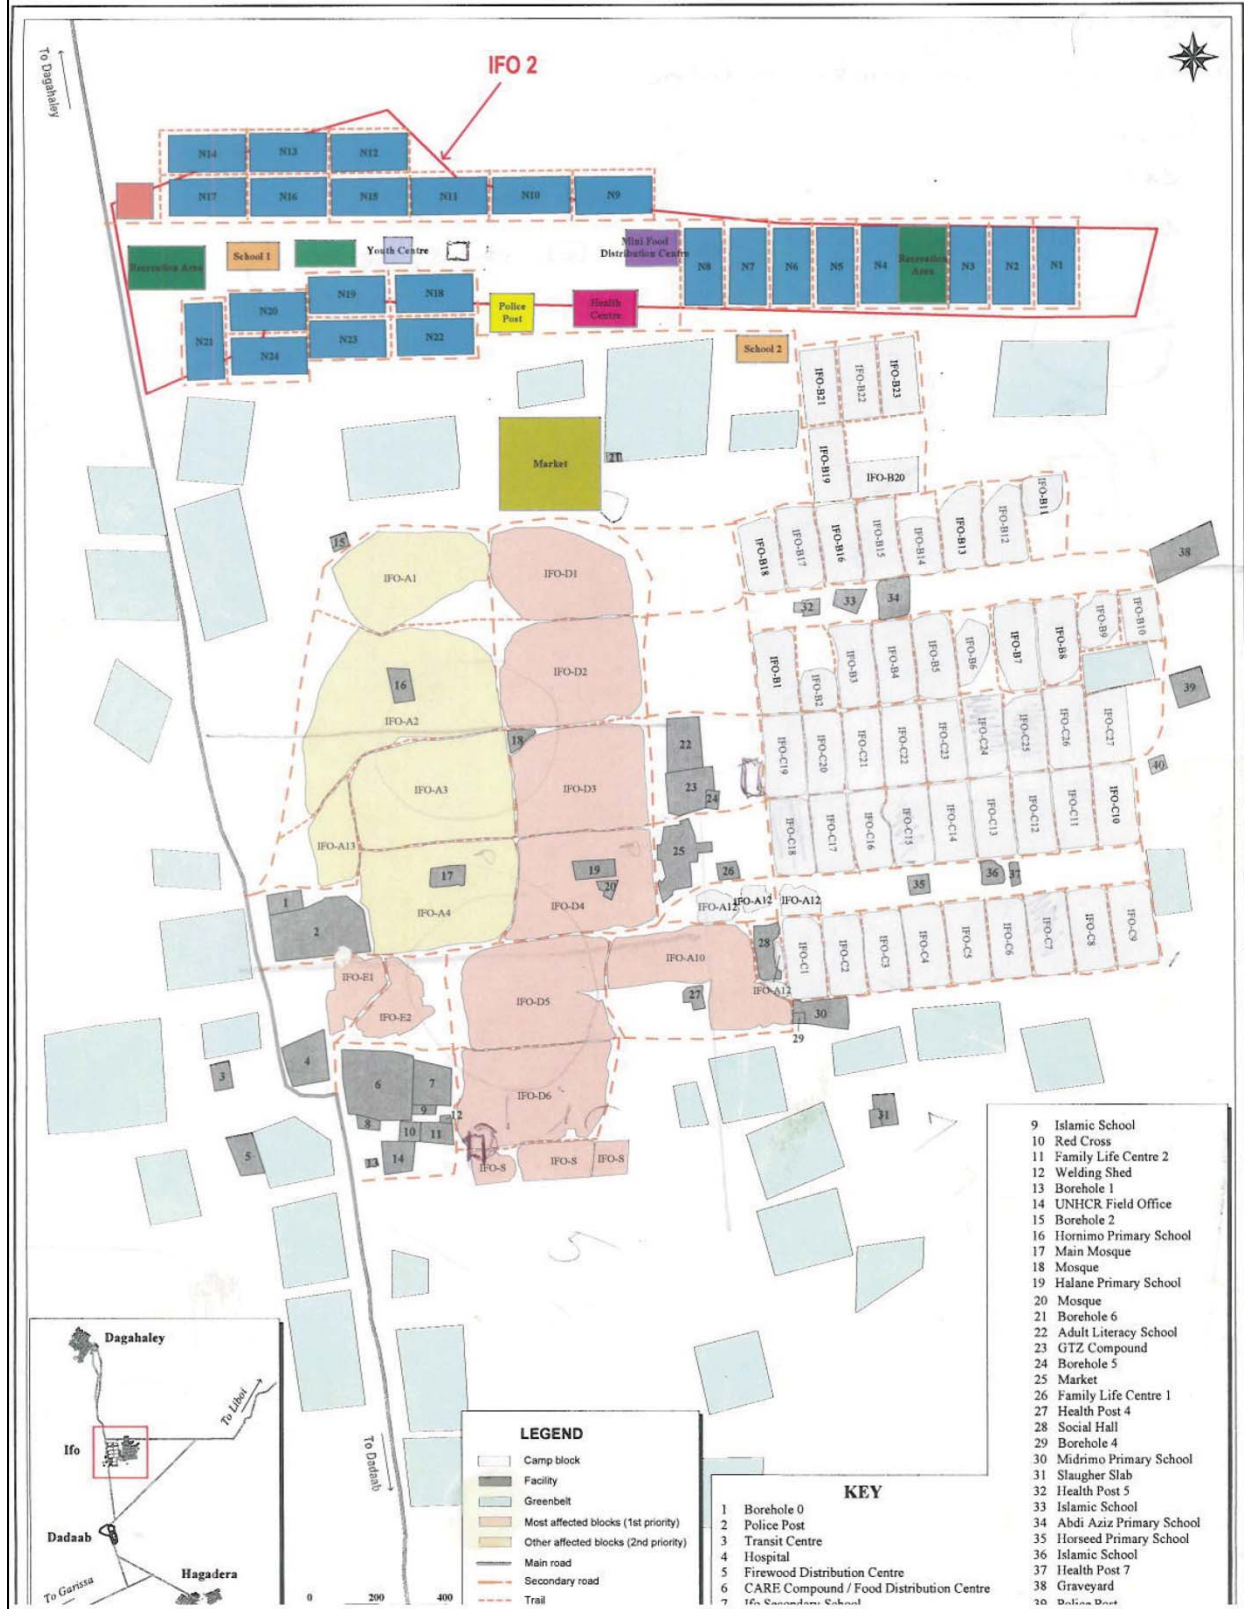 To Dagahaley
IFO 2
N14 N13 N12
N17 N16 N15 N11 N10 N9
Recreation Area
School 1
Youth Centre
Mini Food
Distribution Centre
N8 N7 N6 N5 N4
Recreation
Area
N3 N2 N1
N21 N20 N19 N18
N24 N23 N22
Police
Post
Health
Centre
School 2
IFO-B21 IFO-B22 IFO-B23
Market
21
IFO-B19 IFO-B20
IFO-B18 IFO-B17 IFO-B16 IFO-B15 IFO-B14 IFO-B13 IFO-B12 IFO-B11
15
IFO-A1 IFO-D1
38
32 33 34
IFO-B1 IFO-B2 IFO-B3 IFO-B4 IFO-B5 IFO-B6 IFO-B7 IFO-B8 IFO-B9 IFO-B10
16
IFO-A2 IFO-D2
39
18
22
IFO-C19 IFO-C20 IFO-C21 IFO-C22 IFO-C23 IFO-C24 IFO-C25 IFO-C26 IFO-C27
40
IFO-A3 IFO-D3
23
24
IFO-C18 IFO-C17 IFO-C16 IFO-C15 IFO-C14 IFO-C13 IFO-C12 IFO-C11 IFO-C10
IFO-A13
17
19
20
25
26
35 36 37
IFO-A4 IFO-D4
IFO-A12 IFO-A12 IFO-A12
1
2
28
IFO-C1 IFO-C2 IFO-C3 IFO-C4 IFO-C5 IFO-C6 IFO-C7 IFO-C8 IFO-C9
IFO-E1 IFO-A10
IFO-A12
IFO-D5
27
IFO-E2
30
29
4
3
6
7
IFO-D6
9
8
12
10 11
31
5
13 14
IFO-S IFO-S IFO-S
To Dadaab
Dagahaley
To Liboi
Ifo
Dadaab
To Garissa
Hagadera
0 200 400
LEGEND
Camp block
Facility
Greenbelt
Most affected blocks (1st priority)
Other affected blocks (2nd priority)
Main road
Secondary road
Trail
KEY
1 Borehole 0
2 Police Post
3 Transit Centre
4 Hospital
5 Firewood Distribution Centre
6 CARE Compound / Food Distribution Centre
7 Ifo Secondary School
9 Islamic School
10 Red Cross
11 Family Life Centre 2
12 Welding Shed
13 Borehole 1
14 UNHCR Field Office
15 Borehole 2
16 Hornimo Primary School
17 Main Mosque
18 Mosque
19 Halane Primary School
20 Mosque
21 Borehole 6
22 Adult Literacy School
23 GTZ Compound
24 Borehole 5
25 Market
26 Family Life Centre 1
27 Health Post 4
28 Social Hall
29 Borehole 4
30 Midrimo Primary School
31 Slaugher Slab
32 Health Post 5
33 Islamic School
34 Abdi Aziz Primary School
35 Horseed Primary School
36 Islamic School
37 Health Post 7
38 Graveyard
39 Police Post